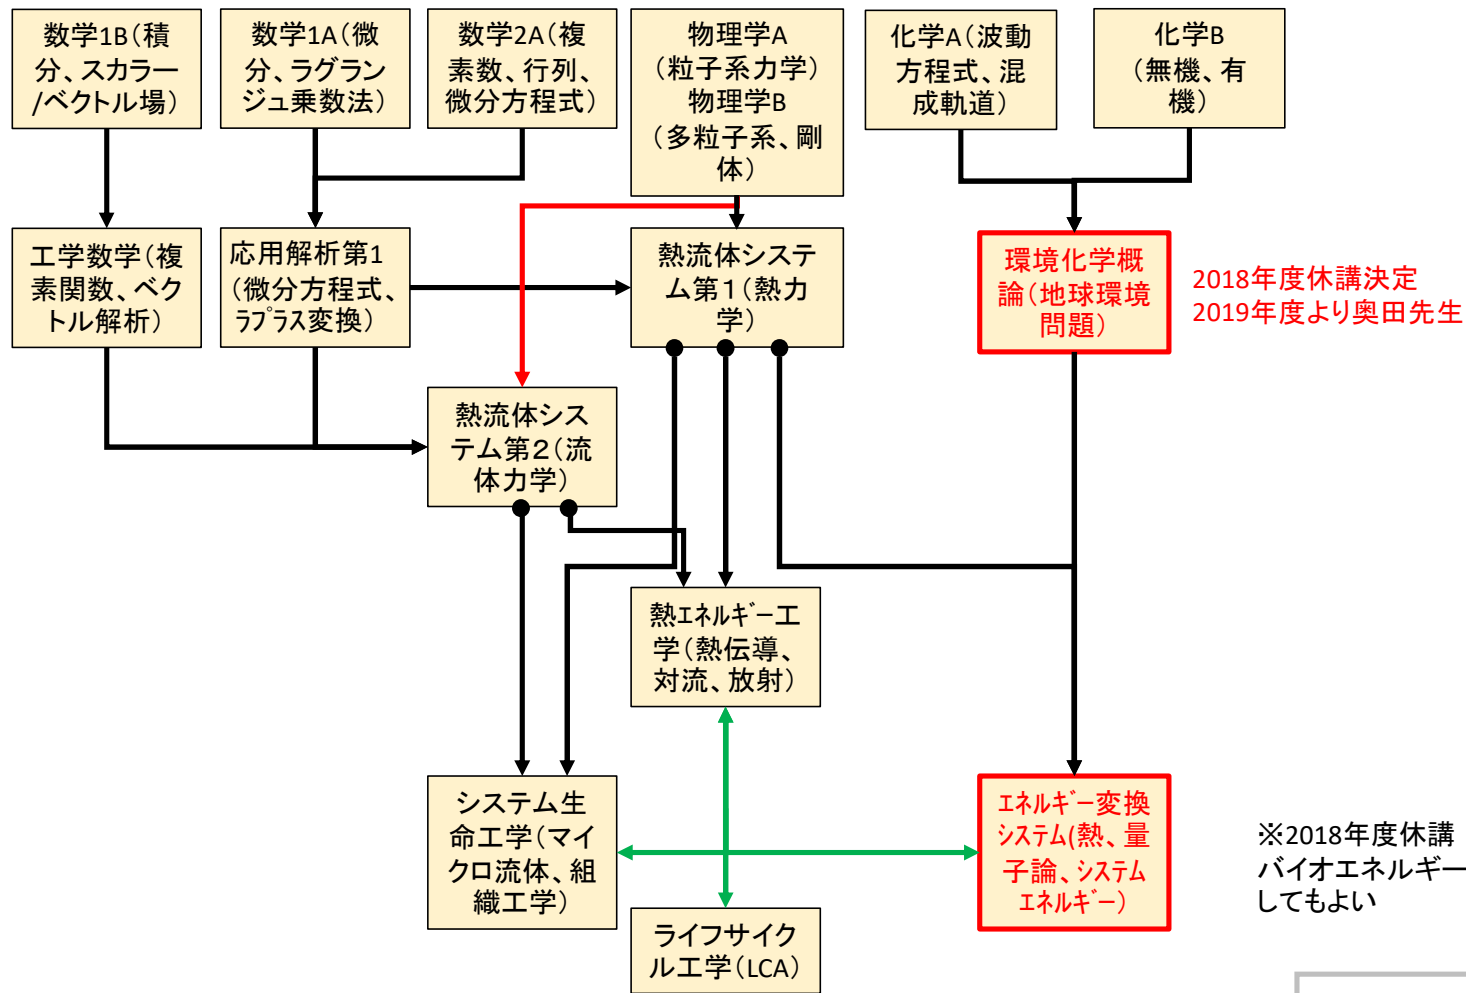 数学1B(積
分、スカラー
/ベクトル場)
数学1A(微
分、ラグラン
ジュ乗数法)
数学2A(複
素数、行列、
微分方程式)
物理学A
(粒子系力学)
物理学B
(多粒子系、剛
体)
化学A(波動
方程式、混
成軌道)
化学B
(無機、有
機)
工学数学(複
素関数、ベク
トル解析)
応用解析第1
(微分方程式、
ﾗﾌﾟﾗｽ変換)
熱流体システ
ム第1(熱力
学)
環境化学概
論(地球環境
問題)
2018年度休講決定
2019年度より奥田先生
熱流体シス
テム第2(流
体力学)
熱ｴﾈﾙｷﾞｰ工
学(熱伝導、
対流、放射)
システム生
命工学(マイ
クロ流体、組
織工学)
ｴﾈﾙｷﾞｰ変換
ｼｽﾃﾑ(熱、量
子論、ｼｽﾃﾑ
ｴﾈﾙｷﾞｰ)
※2018年度休講
バイオエネルギー
してもよい
ライフサイク
ル工学(LCA)